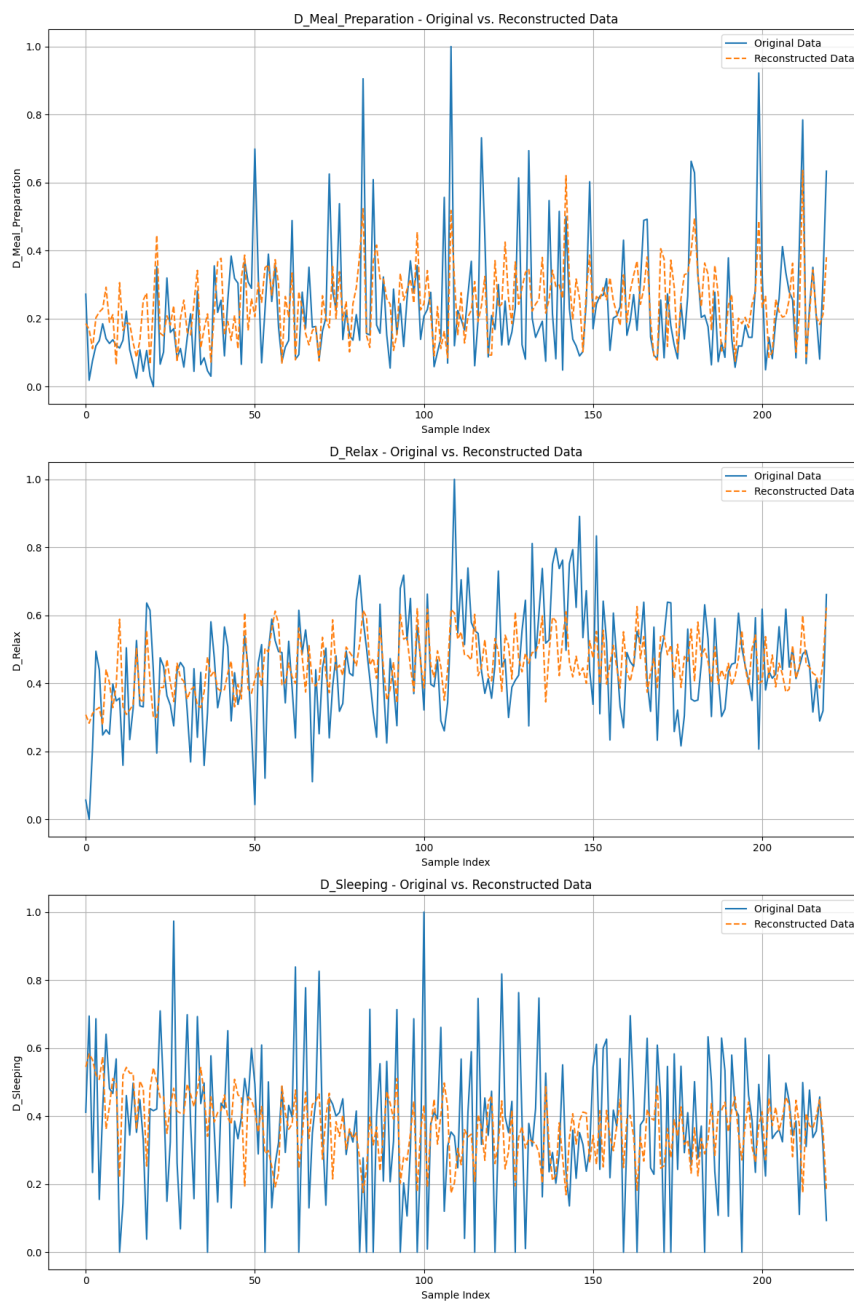 D_Meal_Preparation - Original vs. Reconstructed Data
Original Data
Reconstructed Data
1.0
0.8
0.6
0.4
0.2
0.0
D_Meal_Preparation
0
50
100
150
200
Sample Index
D_Relax - Original vs. Reconstructed Data
Original Data
Reconstructed Data
1.0
0.8
0.6
0.4
0.2
0.0
D_Relax
0
50
100
150
200
Sample Index
D_Sleeping - Original vs. Reconstructed Data
Original Data
Reconstructed Data
1.0
0.8
0.6
0.4
0.2
0.0
D_Sleeping
0
50
100
150
200
Sample Index